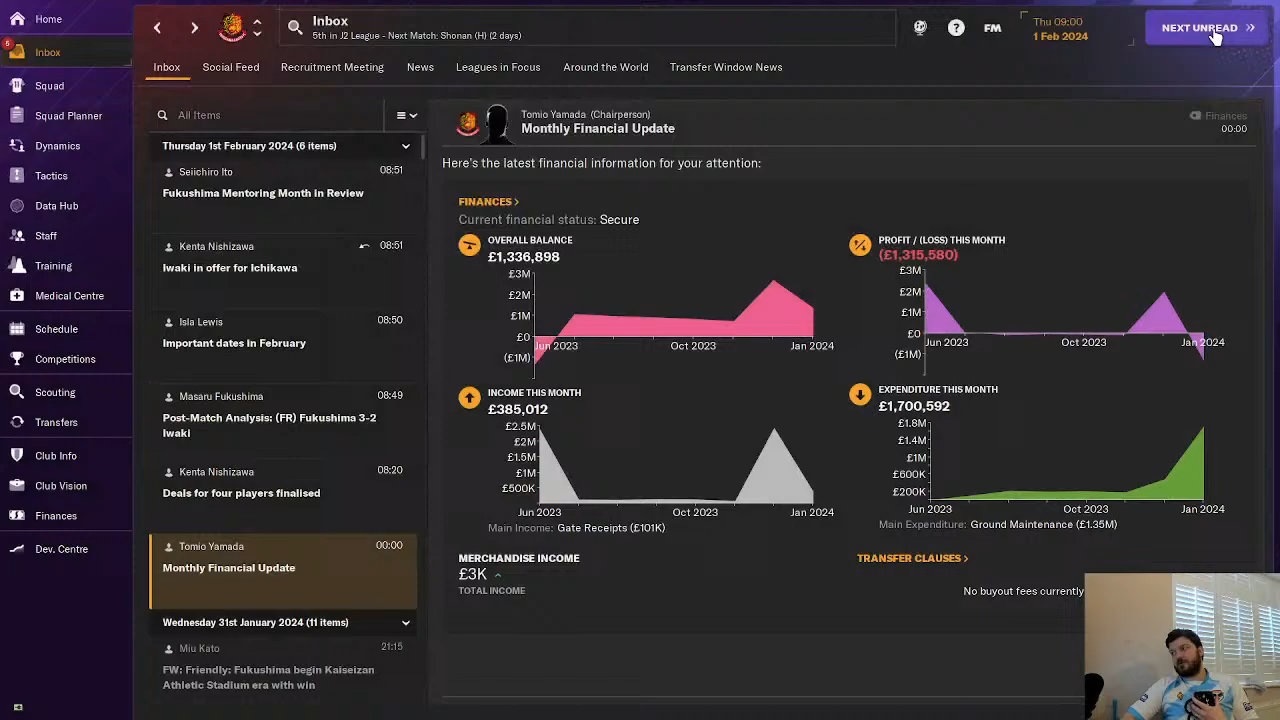 Home
5
Inbox
Squad
Squad Planner
Dynamics
Tactics
Data Hub
Staff
Training
Medical Centre
Schedule
Competitions
Scouting
Transfers
Club Info
Club Vision
Finances
Dev. Centre
Inbox
5th in J2 League - Next Match: Shonan (H) (2 days)
?
FM
Thu 09:00
1 Feb 2024
NEXT UNREAD
Inbox
Social Feed
Recruitment Meeting
News
Leagues in Focus
Around the World
Transfer Window News
All Items
Thursday 1st February 2024 (6 items)
Seiichiro Ito
08:51
Fukushima Mentoring Month in Review
Kenta Nishizawa
08:51
Iwaki in offer for Ichikawa
Isla Lewis
08:50
Important dates in February
Masaru Fukushima
08:49
Post-Match Analysis: (FR) Fukushima 3-2
Iwaki
Kenta Nishizawa
08:20
Deals for four players finalised
Tomio Yamada
00:00
Monthly Financial Update
Wednesday 31st January 2024 (11 items)
Miu Kato
21:15
FW: Friendly: Fukushima begin Kaiseizan
Athletic Stadium era with win
Tomio Yamada (Chairperson)
Monthly Financial Update
Finances
00:00
Here's the latest financial information for your attention:
FINANCES >
Current financial status: Secure
OVERALL BALANCE
£1,336,898
£3M
£2M
£1M
£0
(£1M)
Jun 2023
Oct 2023
Jan 2024
PROFIT / (LOSS) THIS MONTH
(£1,315,580)
£3M
£2M
£1M
£0
(£1M)
Jun 2023
Oct 2023
Jan 2024
INCOME THIS MONTH
£385,012
£2.5M
£2M
£1.5M
£1M
£500K
Jun 2023
Oct 2023
Jan 2024
Main Income: Gate Receipts (£101K)
EXPENDITURE THIS MONTH
£1,700,592
£1.8M
£1.4M
£1M
£600K
£200K
Jun 2023
Oct 2023
Jan 2024
Main Expenditure: Ground Maintenance (£1.35M)
MERCHANDISE INCOME
£3K
TOTAL INCOME
TRANSFER CLAUSES >
No buyout fees currently